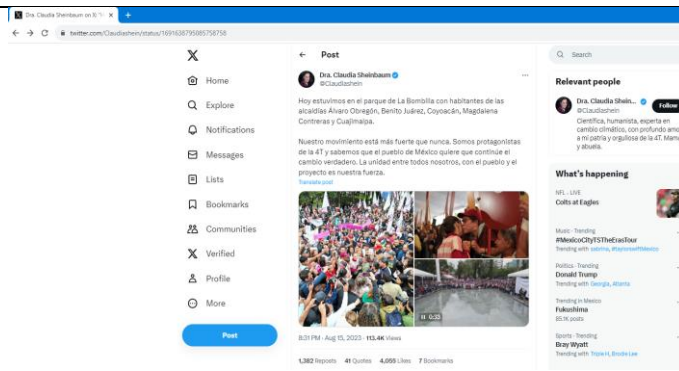 Dra. Claudia Sheinbaum on X: "H
twitter.com/Claudiashein/status/1691638795085758758
Home
Explore
Notifications
Messages
Lists
Bookmarks
Communities
Verified
Profile
More
Post
Post
Dra. Claudia Sheinbaum
@Claudiashein
Hoy estuvimos en el parque de La Bombilla con habitantes de las
alcaldías Álvaro Obregón, Benito Juárez, Coyoacán, Magdalena
Contreras y Cuajimalpa.
Nuestro movimiento está más fuerte que nunca. Somos protagonistas
de la 4T y sabemos que el pueblo de México quiere que continúe el
cambio verdadero. La unidad entre todos nosotros, con el pueblo y el
proyecto es nuestra fuerza.
Translate post
0:33
8:31 PM · Aug 15, 2023 · 113.4K Views
1,382 Reposts 41 Quotes 4,055 Likes 7 Bookmarks
Search
Relevant people
Dra. Claudia Shein...
@Claudiashein
Follow
Científica, humanista, experta en
cambio climático, con profundo amo
a mi patria y orgullosa de la 4T. Mam
y abuela.
What's happening
NFL · LIVE
Colts at Eagles
Music · Trending
#MexicoCityTSTheErasTour
Trending with sabrina, #taylorswiftMexico
Politics · Trending
Donald Trump
Trending with Georgia, Atlanta
Trending in Mexico
Fukushima
85.1K posts
Sports · Trending
Bray Wyatt
Trending with Triple H, Brodie Lee